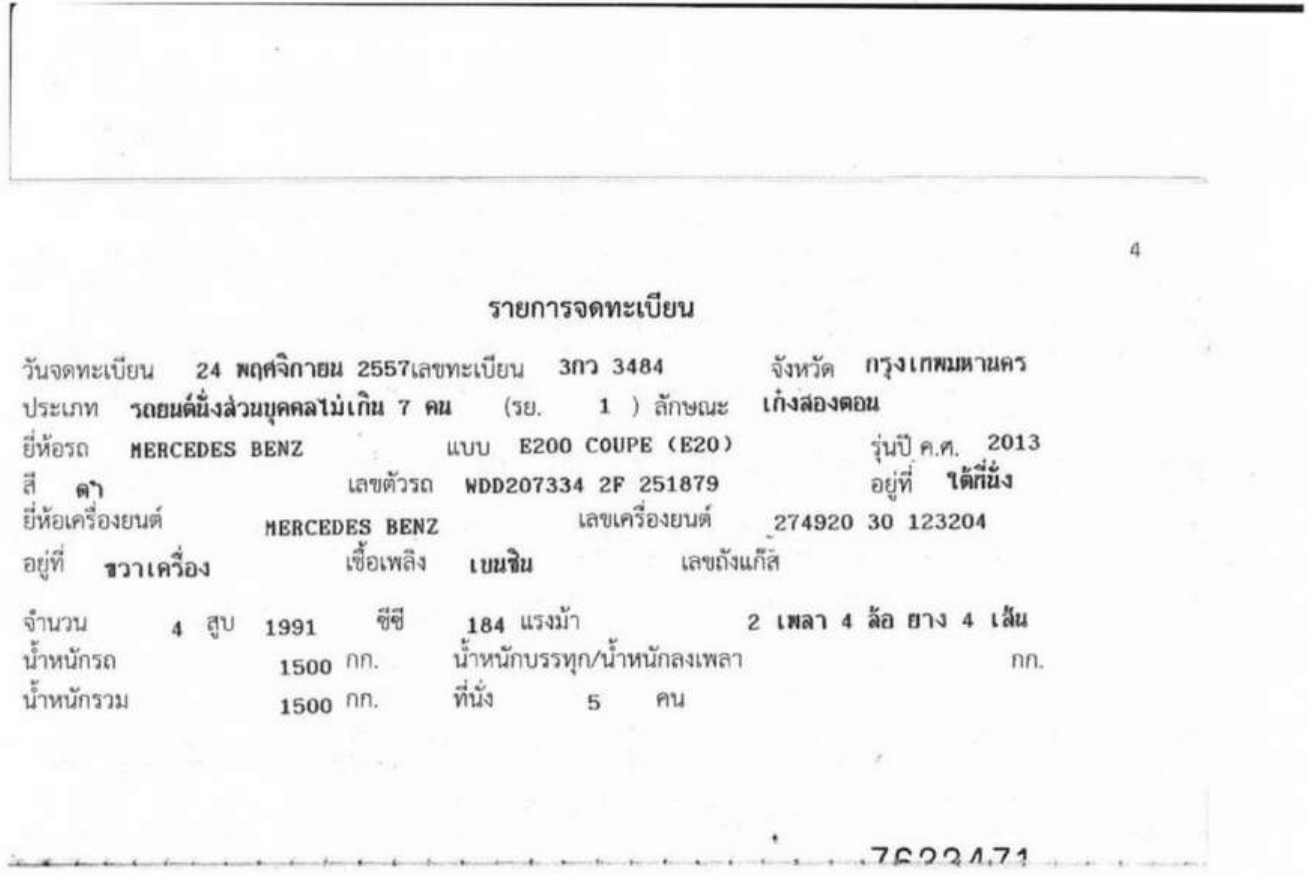 4
รายการจดทะเบียน
วันจดทะเบียน 24 พฤศจิกายน 2557เลขทะเบียน 3กว 3484 จังหวัด กรุงเทพมหานคร
ประเภท รถยนต์นั่งส่วนบุคคลไม่เกิน 7 คน (รย. 1 ) ลักษณะ เก๋งสองตอน
ยี่ห้อรถ MERCEDES BENZ แบบ E200 COUPE (E20) รุ่นปี ค.ศ. 2013
สี ดำ เลขตัวรถ WDD207334 2F 251879 อยู่ที่ ใต้ที่นั่ง
ยี่ห้อเครื่องยนต์ MERCEDES BENZ เลขเครื่องยนต์ 274920 30 123204
อยู่ที่ ขวาเครื่อง เชื้อเพลิง เบนซิน เลขถังแก๊ส
จำนวน 4 สูบ 1991 ซีซี 184 แรงม้า 2 เพลา 4 ล้อ ยาง 4 เส้น
น้ำหนักรถ 1500 กก. น้ำหนักบรรทุก/น้ำหนักลงเพลา กก.
น้ำหนักรวม 1500 กก. ที่นั่ง 5 คน